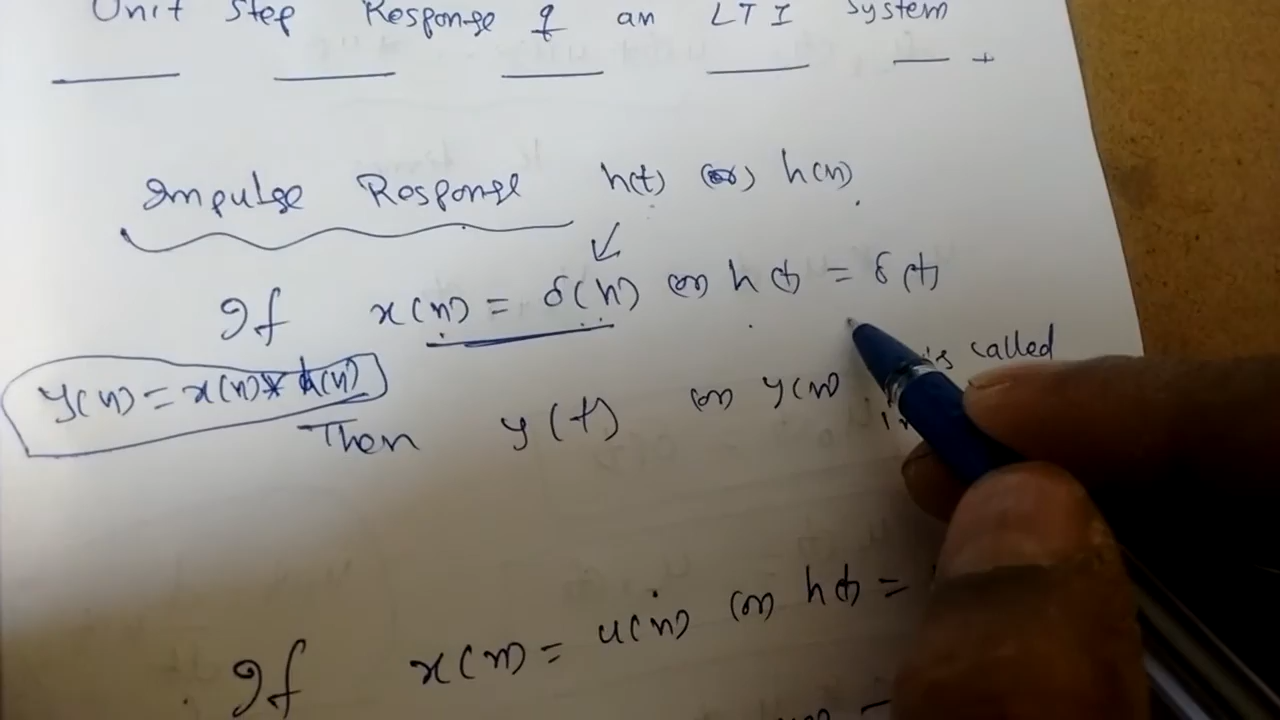 Unit Step Response of an LTI System
Impulse Response h(t) (or) h(n)
If x(n) = δ(n) (or) h(t) = δ(t)
y(n) = x(n) * h(n)
Then y(t) (or) y(n) is called
If x(n) = u(n) (or) h(t) =